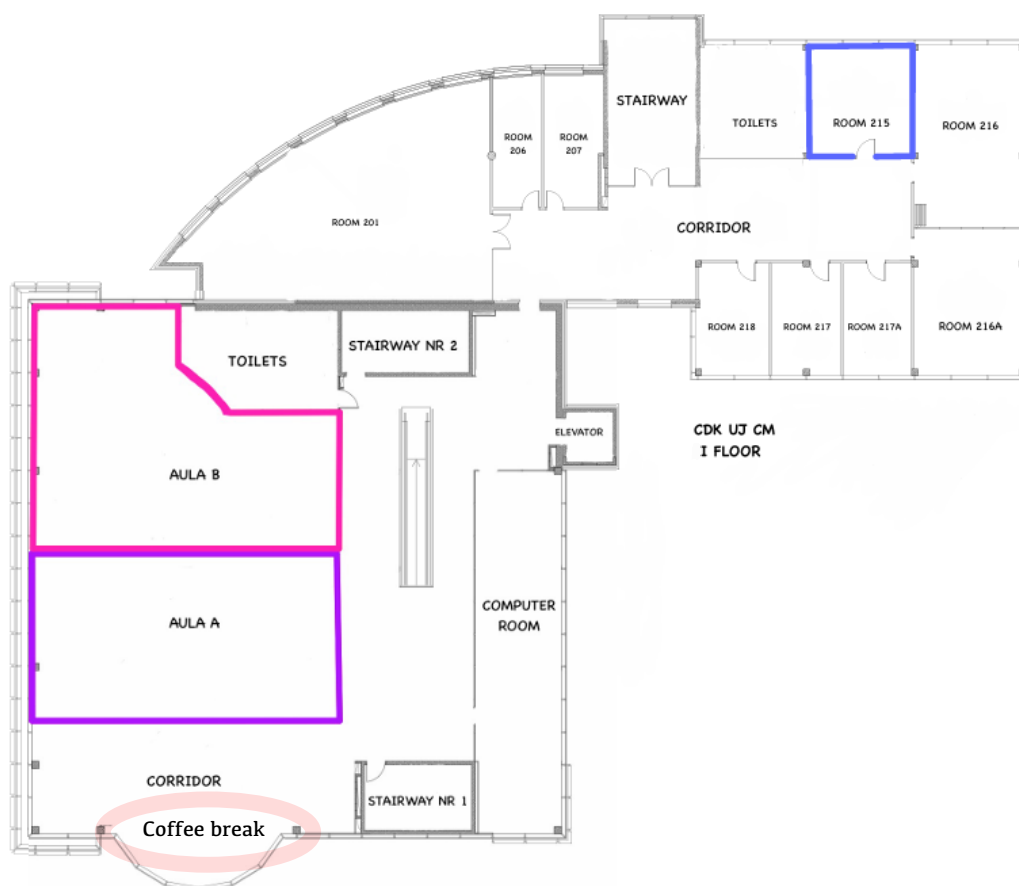 STAIRWAY
TOILETS
ROOM 215
ROOM 216
ROOM
206
ROOM
207
ROOM 201
CORRIDOR
ROOM 218
ROOM 217
ROOM 217A
ROOM 216A
STAIRWAY NR 2
TOILETS
ELEVATOR
CDK UJ CM
I FLOOR
AULA B
COMPUTER
ROOM
AULA A
CORRIDOR
STAIRWAY NR 1
Coffee break